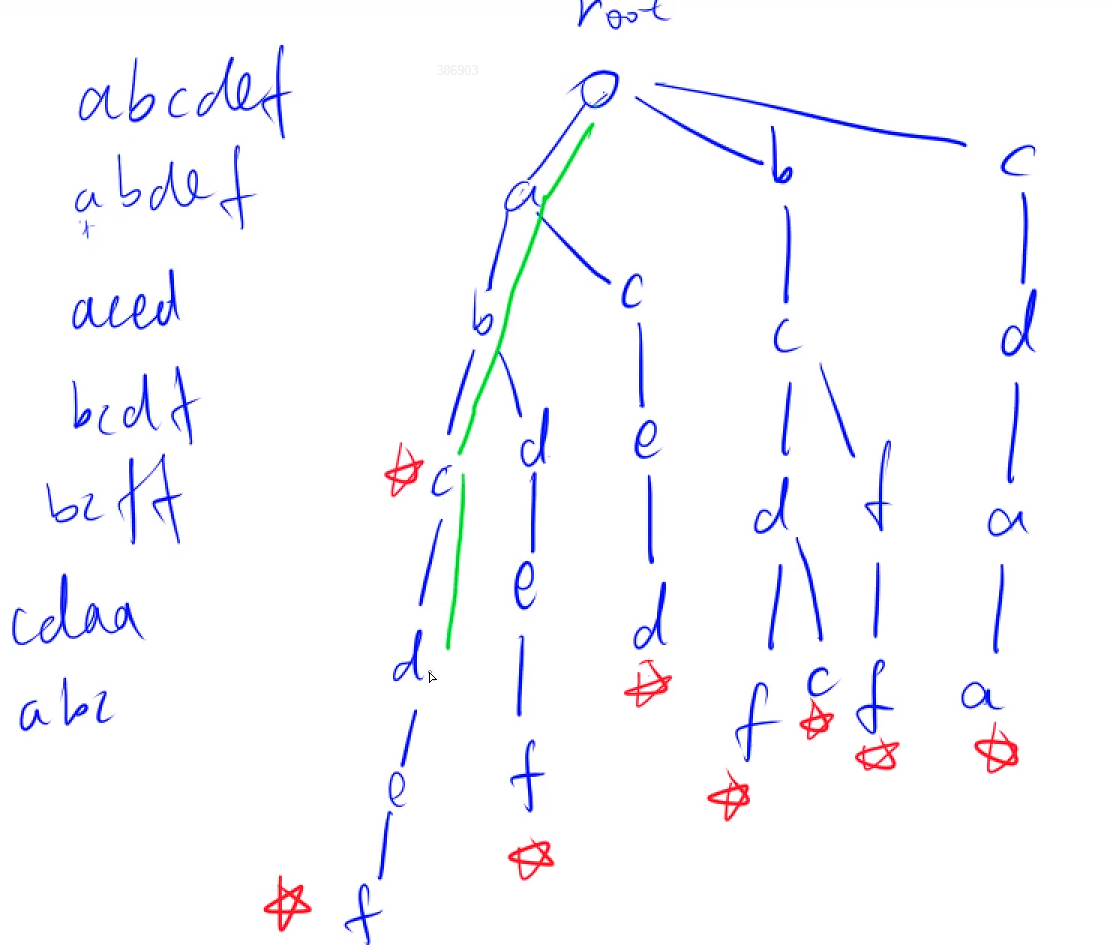 root
386903
abcdef
abdef
aced
bcdf
bcff
cdaa
abc
a b c
b c c d
c d e d f a
d e d f c f a
e f
f